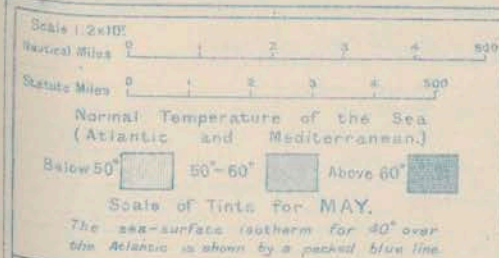 Scale 1:2×10⁷.
Nautical Miles 0 1 2 3 4 500
Statute Miles 0 1 2 3 4 500
Normal Temperature of the Sea
(Atlantic and Mediterranean.)
Below 50° 50°-60° Above 60°
Scale of Tints for MAY.
The sea-surface isotherm for 40° over
the Atlantic is shown by a pecked blue line